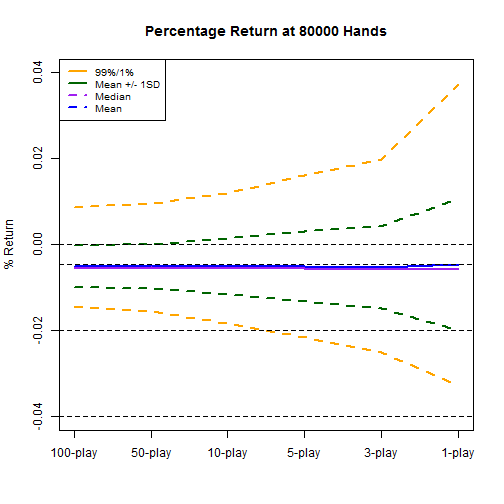 Percentage Return at 80000 Hands
99%/1%
Mean +/- 1SD
Median
Mean
% Return
0.04
0.02
0.00
-0.02
-0.04
100-play 50-play 10-play 5-play 3-play 1-play